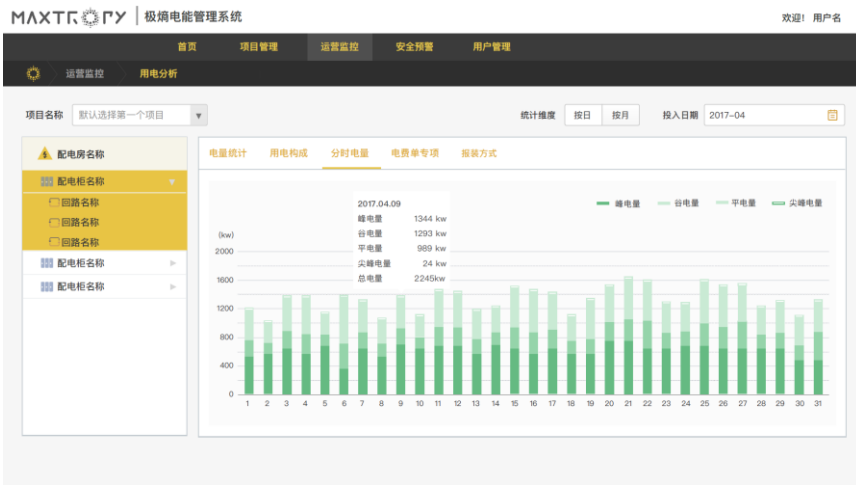 MAXTROPY 极熵电能管理系统 欢迎! 用户名
首页 项目管理 运营监控 安全预警 用户管理
运营监控 用电分析
项目名称 默认选择第一个项目 统计维度 按日 按月 投入日期 2017-04
配电房名称
电量统计 用电构成 分时电量 电费单专项 报装方式
配电柜名称
回路名称
回路名称
回路名称
配电柜名称
配电柜名称
2017.04.09
峰电量 1344 kw
谷电量 1293 kw
平电量 989 kw
尖峰电量 24 kw
总电量 2245kw
峰电量 谷电量 平电量 尖峰电量
(kw)
2000
1600
1200
800
400
0
1 2 3 4 5 6 7 8 9 10 11 12 13 14 15 16 17 18 19 20 21 22 23 24 25 26 27 28 29 30 31